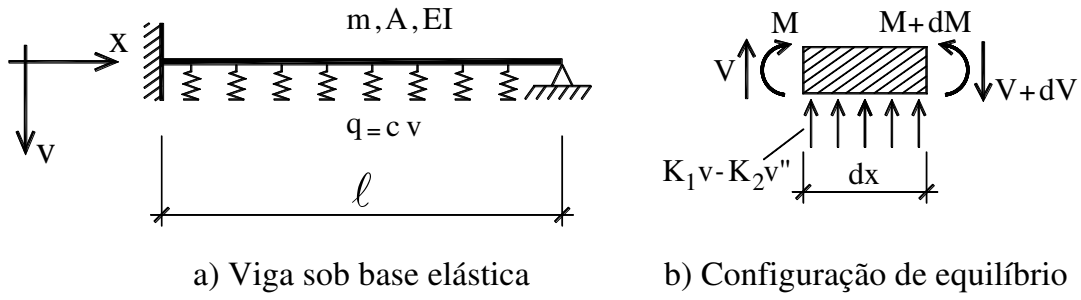 m, A, EI
X
v
q = c v
ℓ
a) Viga sob base elástica
M
M+dM
V
V+dV
K₁v-K₂v"
dx
b) Configuração de equilíbrio